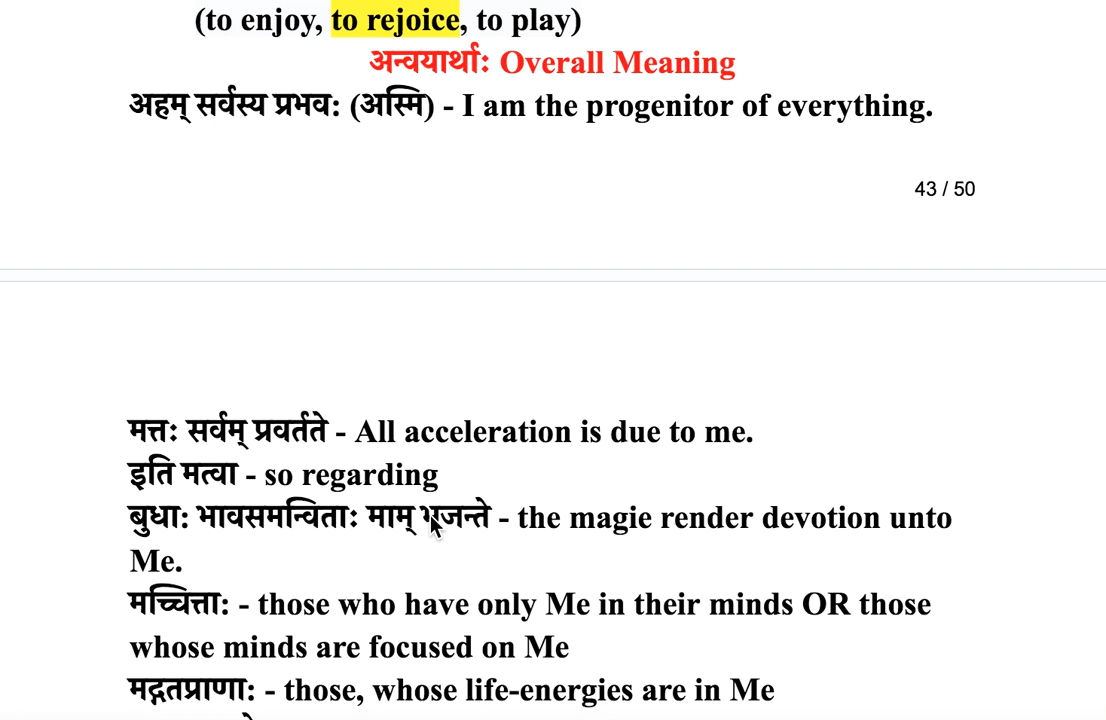 (to enjoy, to rejoice, to play)
अन्वयार्थाः Overall Meaning
अहम् सर्वस्य प्रभवः (अस्मि) - I am the progenitor of everything.
43 / 50
मत्तः सर्वम् प्रवर्तते - All acceleration is due to me.
इति मत्वा - so regarding
बुधाः भावसमन्विताः माम् भजन्ते - the magie render devotion unto
Me.
मच्चित्ताः - those who have only Me in their minds OR those
whose minds are focused on Me
मद्गतप्राणाः - those, whose life-energies are in Me